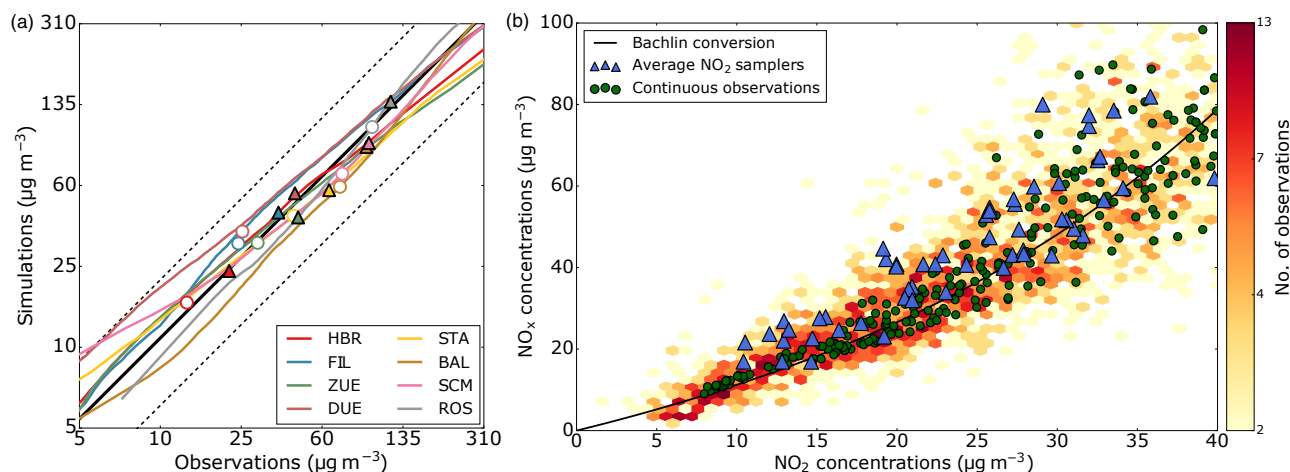 (a)
310
135
60
25
10
5
Simulations (µg m⁻³)
5 10 25 60 135 310
Observations (µg m⁻³)
HBR
FIL
ZUE
DUE
STA
BAL
SCM
ROS
(b)
100
80
60
40
20
0
NOₓ concentrations (µg m⁻³)
Bachlin conversion
Average NO₂ samplers
Continuous observations
0 5 10 15 20 25 30 35 40
NO₂ concentrations (µg m⁻³)
13
7
4
2
No. of observations